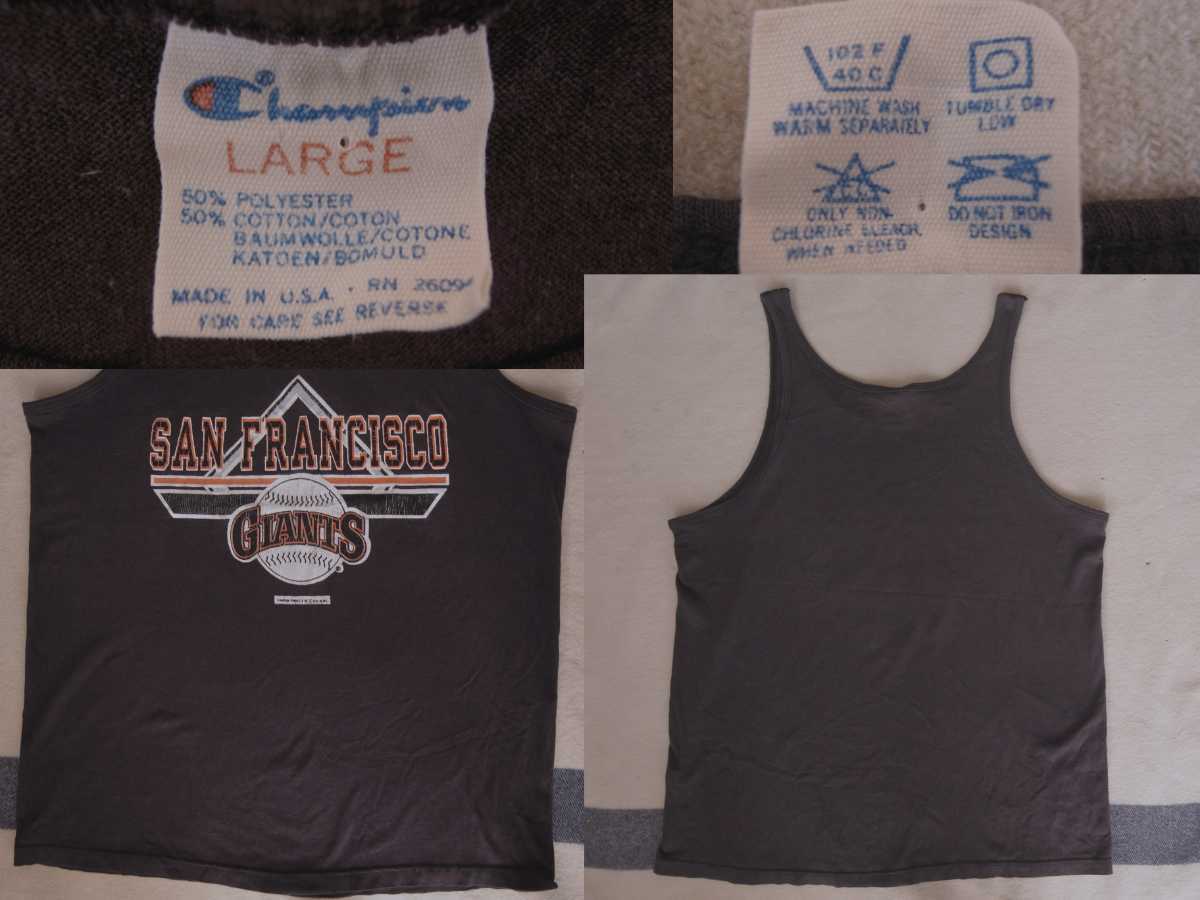 Champion
LARGE
50% POLYESTER
50% COTTON/COTON
BAUMWOLLE/COTONE
KATOEN/BOMULD
MADE IN U.S.A. · RN 26094
FOR CARE SEE REVERSE
102 F
40 C
MACHINE WASH
WARM SEPARATELY
TUMBLE DRY
LOW
CL
ONLY NON-
CHLORINE BLEACH,
WHEN NEEDED
DO NOT IRON
DESIGN
SAN FRANCISCO
GIANTS